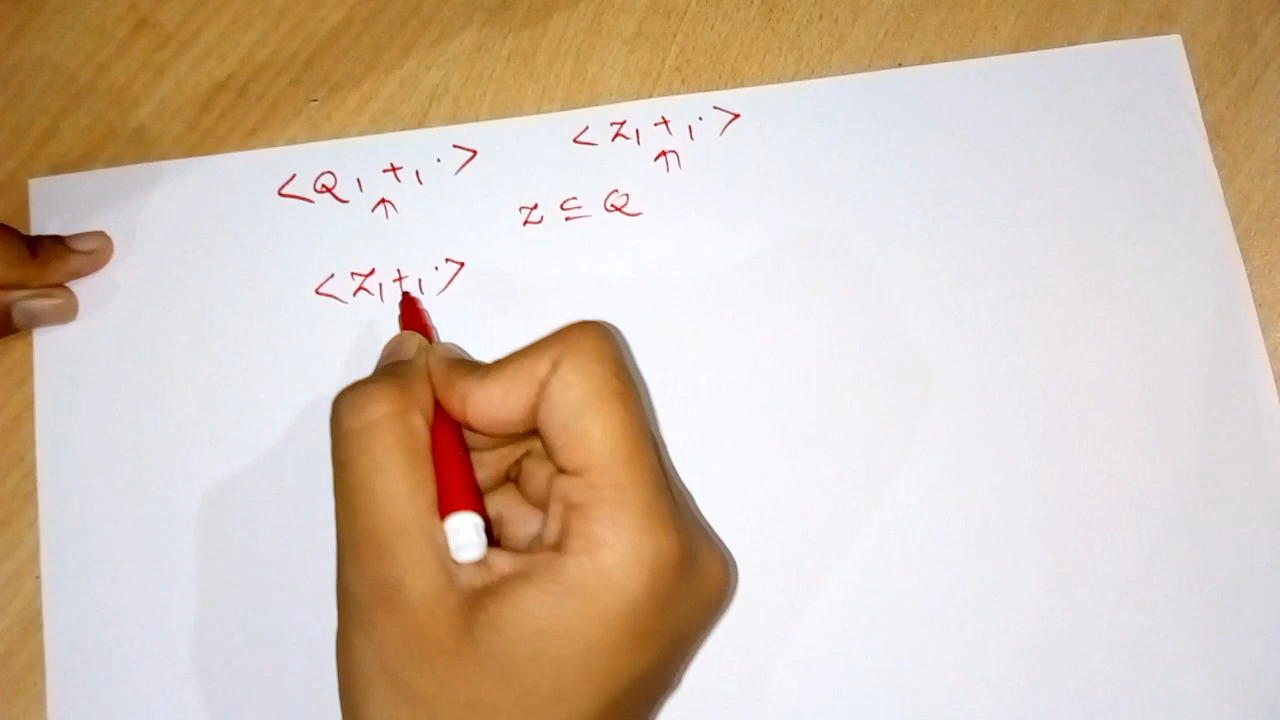 <Q, +, ·> <Z, +, ·>
↑ ↑
Z ⊆ Q
<Z, +, ·>